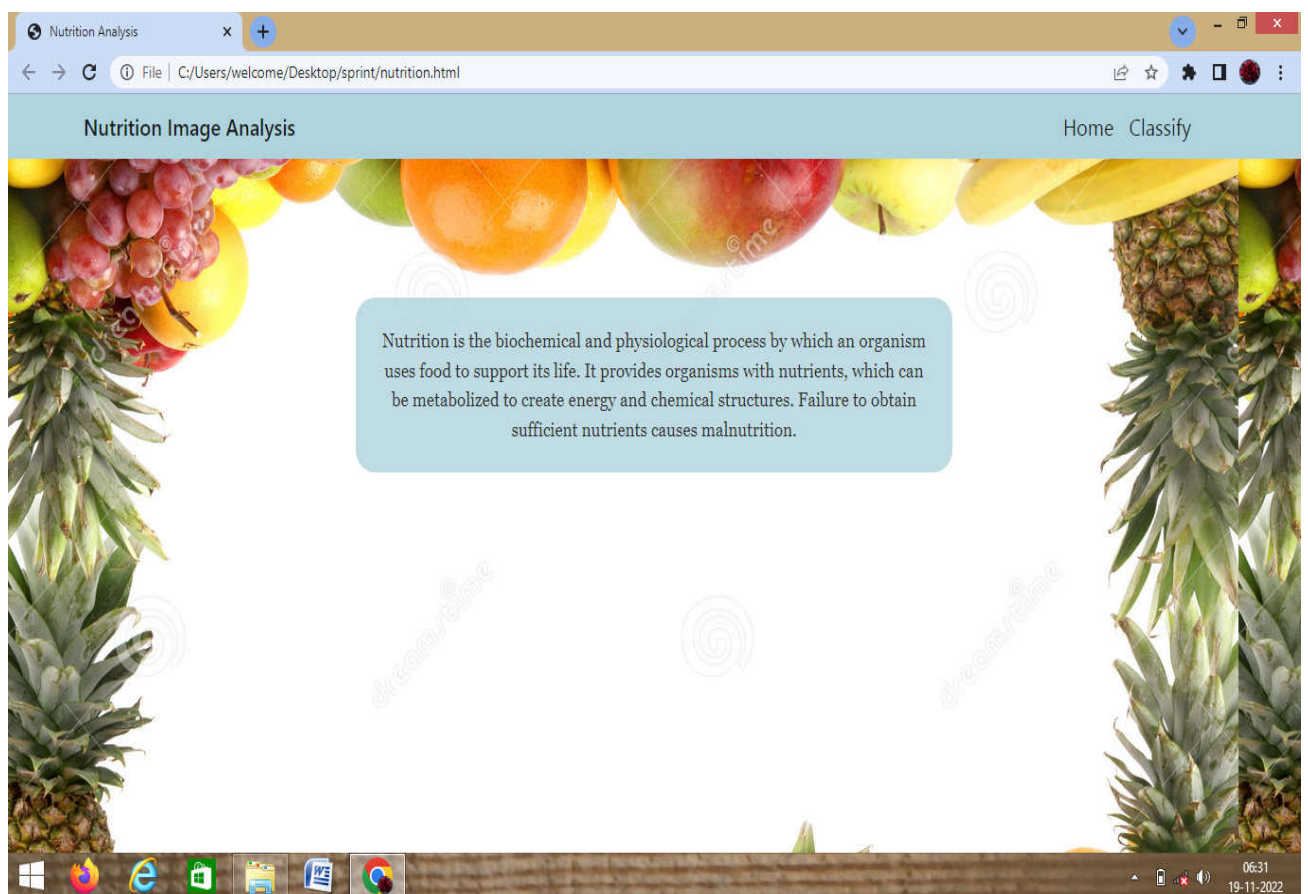 Nutrition Analysis
File | C:/Users/welcome/Desktop/sprint/nutrition.html
Nutrition Image Analysis
Home Classify
Nutrition is the biochemical and physiological process by which an organism
uses food to support its life. It provides organisms with nutrients, which can
be metabolized to create energy and chemical structures. Failure to obtain
sufficient nutrients causes malnutrition.
dreamstime
dreamstime
06:31
19-11-2022